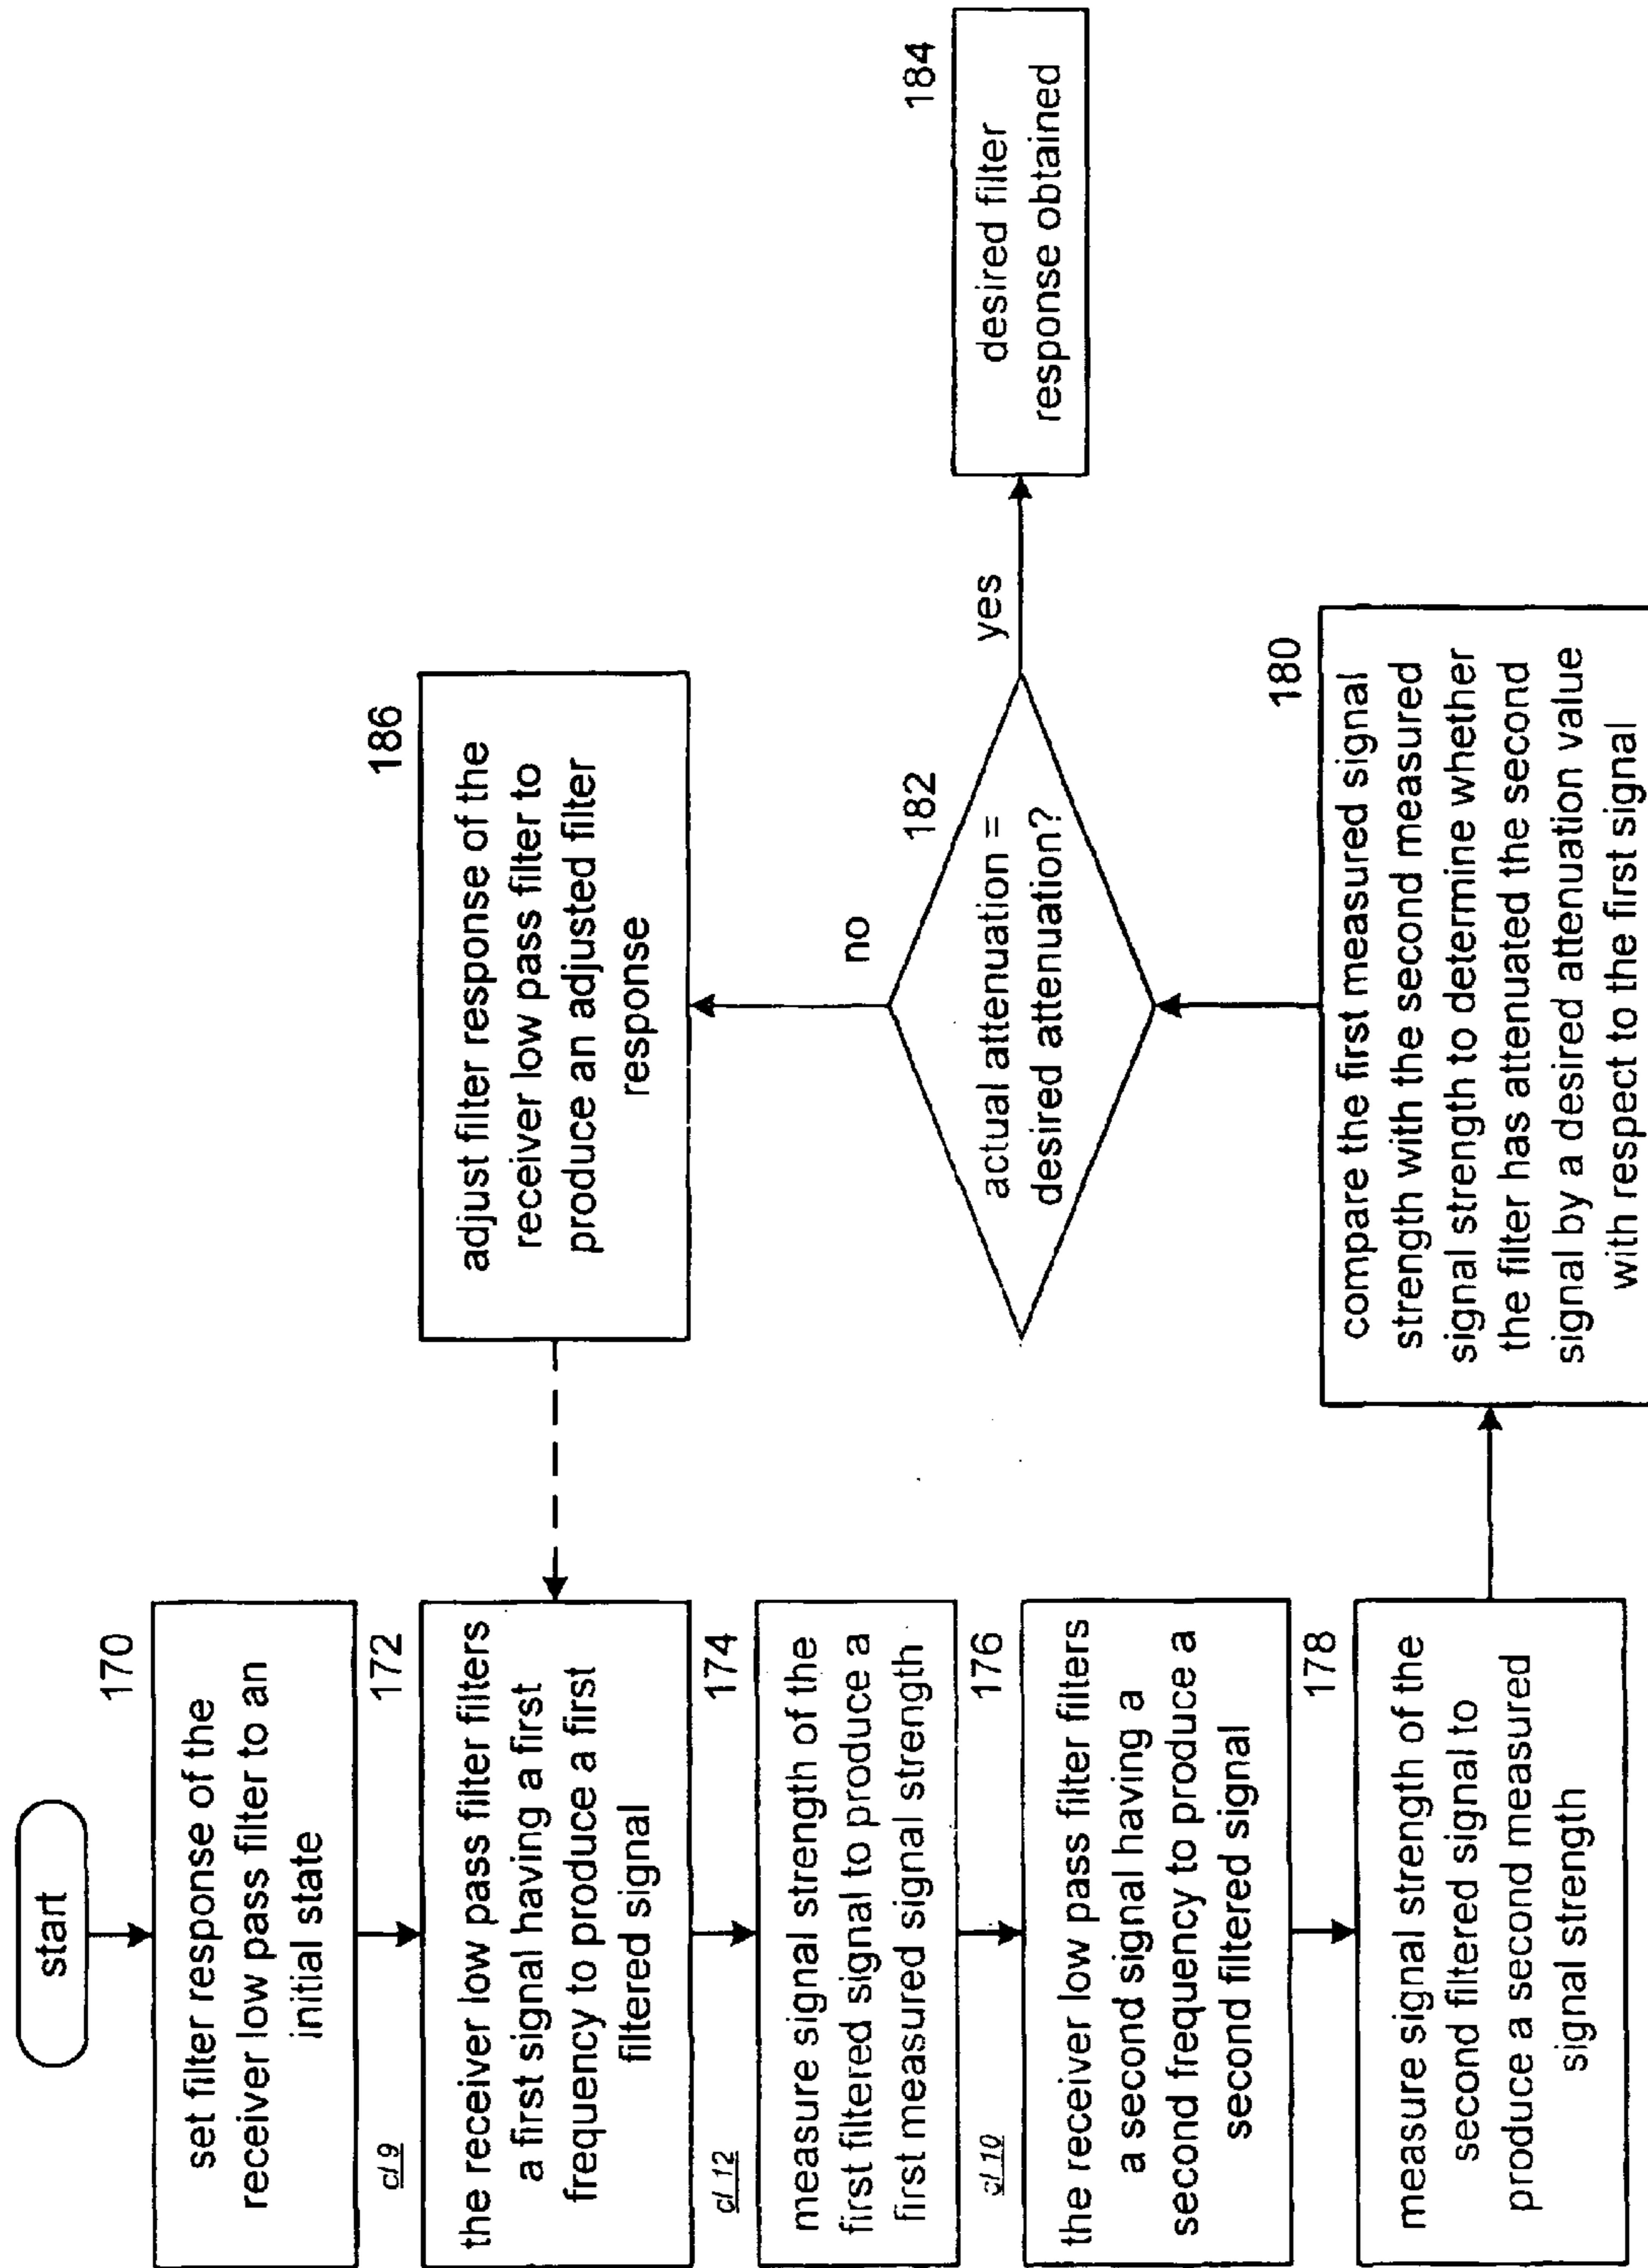 start
170
set filter response of the
receiver low pass filter to an
initial state
cl 9
172
the receiver low pass filter filters
a first signal having a first
frequency to produce a first
filtered signal
cl 12
174
measure signal strength of the
first filtered signal to produce a
first measured signal strength
cl 10
176
the receiver low pass filter filters
a second signal having a
second frequency to produce a
second filtered signal
178
measure signal strength of the
second filtered signal to
produce a second measured
signal strength
180
compare the first measured signal
strength with the second measured
signal strength to determine whether
the filter has attenuated the second
signal by a desired attenuation value
with respect to the first signal
182
actual attenuation =
desired attenuation?
no
yes
186
adjust filter response of the
receiver low pass filter to
produce an adjusted filter
response
184
desired filter
response obtained